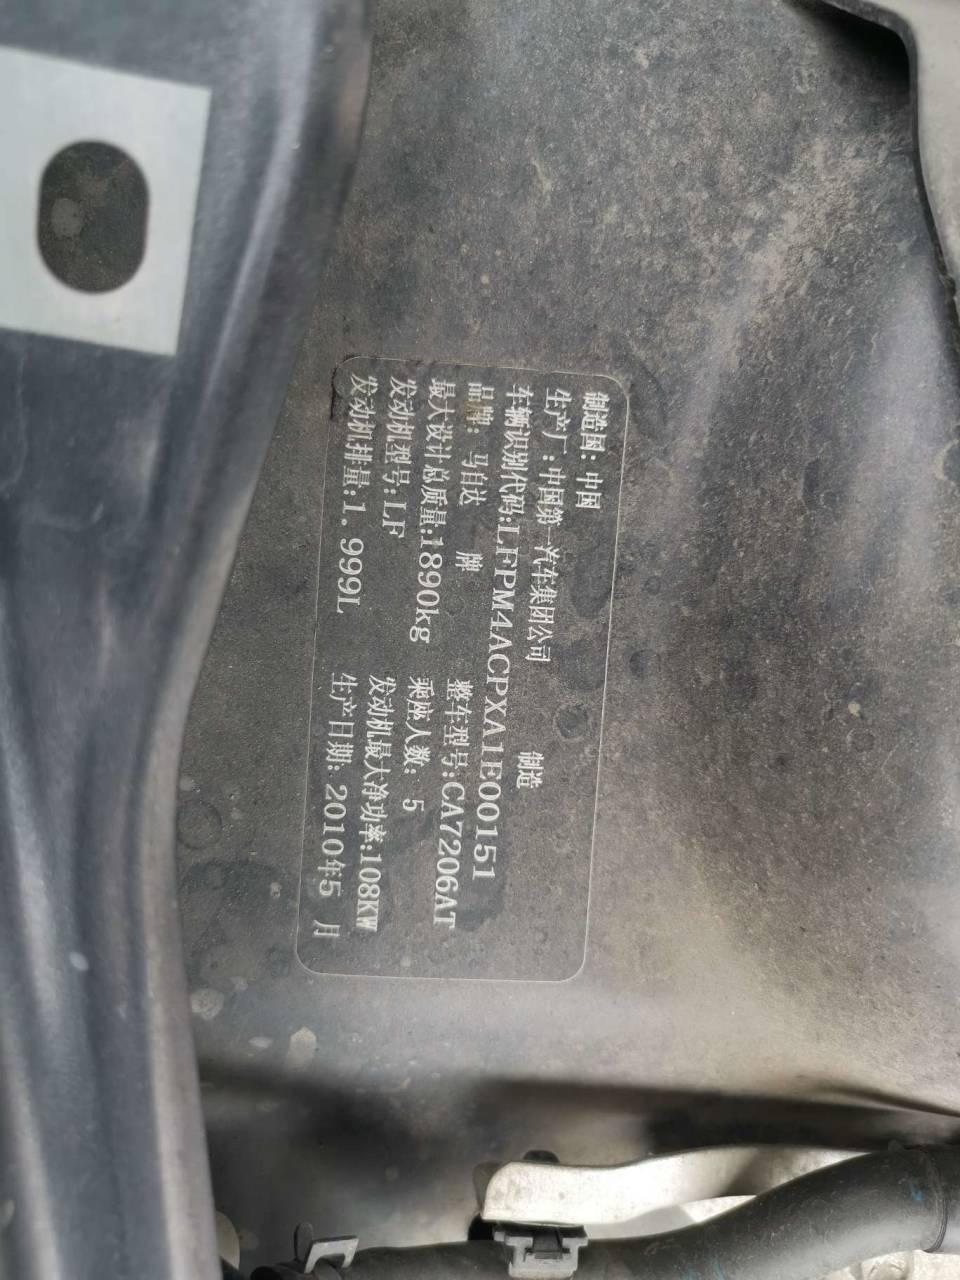 制造国: 中国
生产厂: 中国第一汽车集团公司 制造
车辆识别代码:LFPM4ACPXA1E00151
品牌: 马自达 牌 整车型号:CA7206AT
最大设计总质量:1890kg 乘座人数: 5
发动机型号:LF 发动机最大净功率:108KW
发动机排量:1.999L 生产日期: 2010年5 月